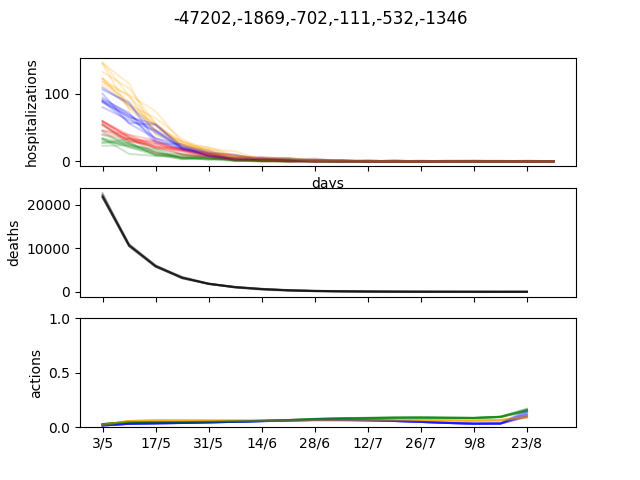 -47202,-1869,-702,-111,-532,-1346
hospitalizations
100
0
days
deaths
20000
10000
0
actions
1.0
0.5
0.0
3/5 17/5 31/5 14/6 28/6 12/7 26/7 9/8 23/8